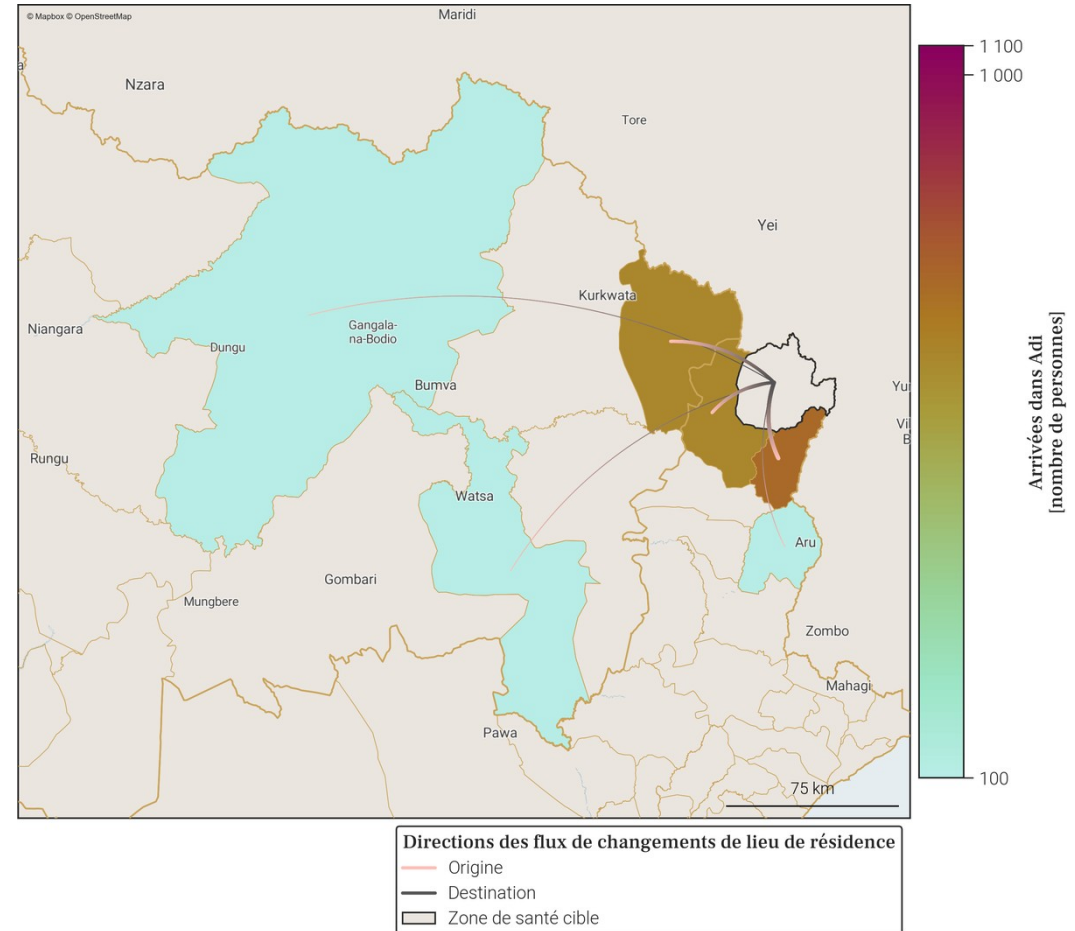 © Mapbox © OpenStreetMap
Maridi
Nzara
Tore
Yei
Kurkwata
Niangara
Gangala-
na-Bodio
Dungu
Bumva
Rungu
Watsa
Aru
Gombari
Mungbere
Zombo
Mahagi
Pawa
75 km
1 100
1 000
100
Arrivées dans Adi
[nombre de personnes]
Directions des flux de changements de lieu de résidence
Origine
Destination
Zone de santé cible